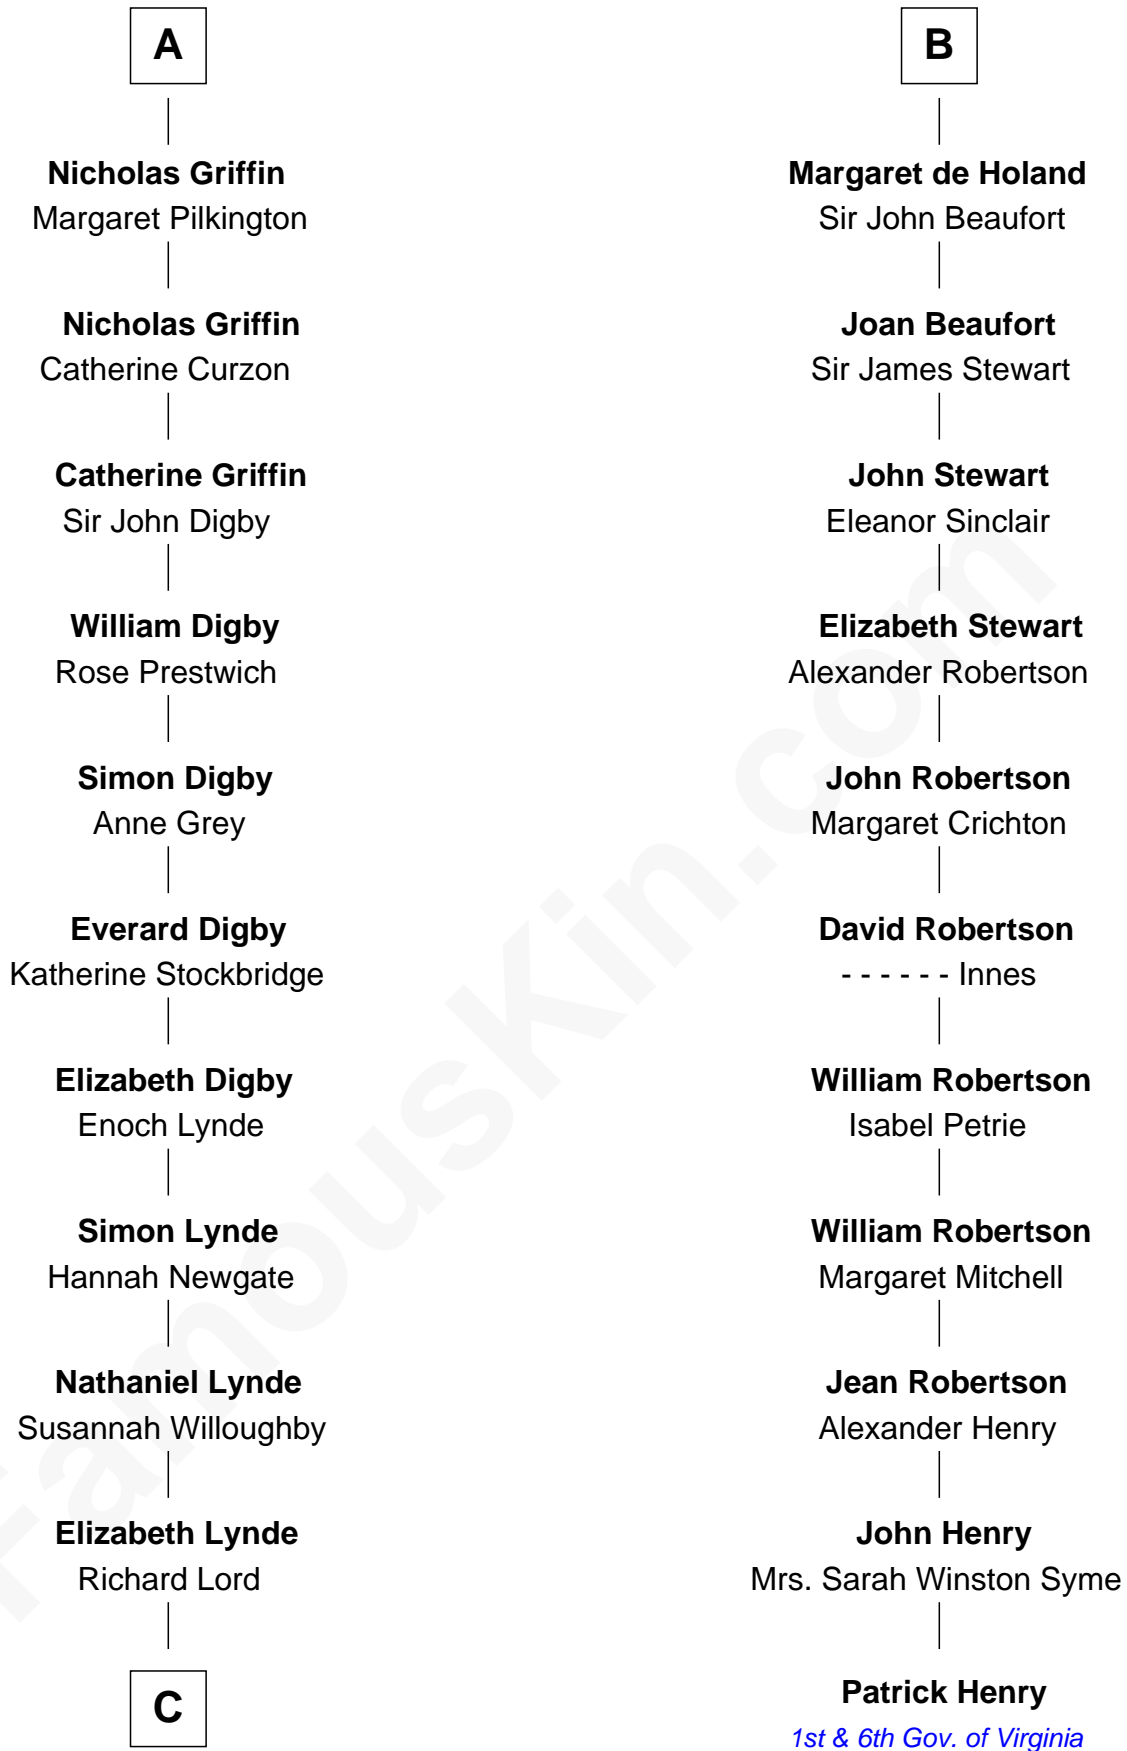 A
Nicholas Griffin
Margaret Pilkington
Nicholas Griffin
Catherine Curzon
Catherine Griffin
Sir John Digby
William Digby
Rose Prestwich
Simon Digby
Anne Grey
Everard Digby
Katherine Stockbridge
Elizabeth Digby
Enoch Lynde
Simon Lynde
Hannah Newgate
Nathaniel Lynde
Susannah Willoughby
Elizabeth Lynde
Richard Lord
C
B
Margaret de Holand
Sir John Beaufort
Joan Beaufort
Sir James Stewart
John Stewart
Eleanor Sinclair
Elizabeth Stewart
Alexander Robertson
John Robertson
Margaret Crichton
David Robertson
- - - - - - Innes
William Robertson
Isabel Petrie
William Robertson
Margaret Mitchell
Jean Robertson
Alexander Henry
John Henry
Mrs. Sarah Winston Syme
Patrick Henry
1st & 6th Gov. of Virginia
FamousKin.com